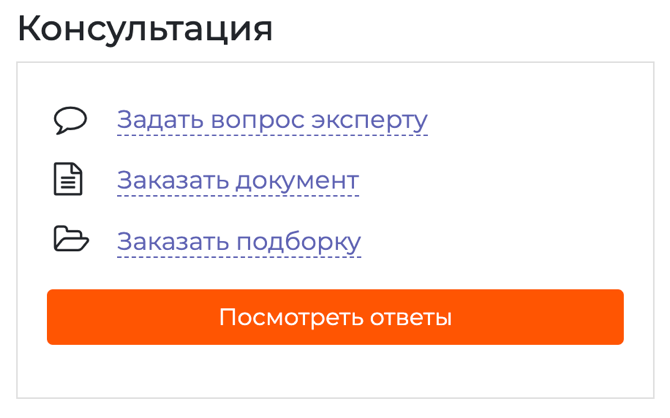 Консультация
Задать вопрос эксперту
Заказать документ
Заказать подборку
Посмотреть ответы